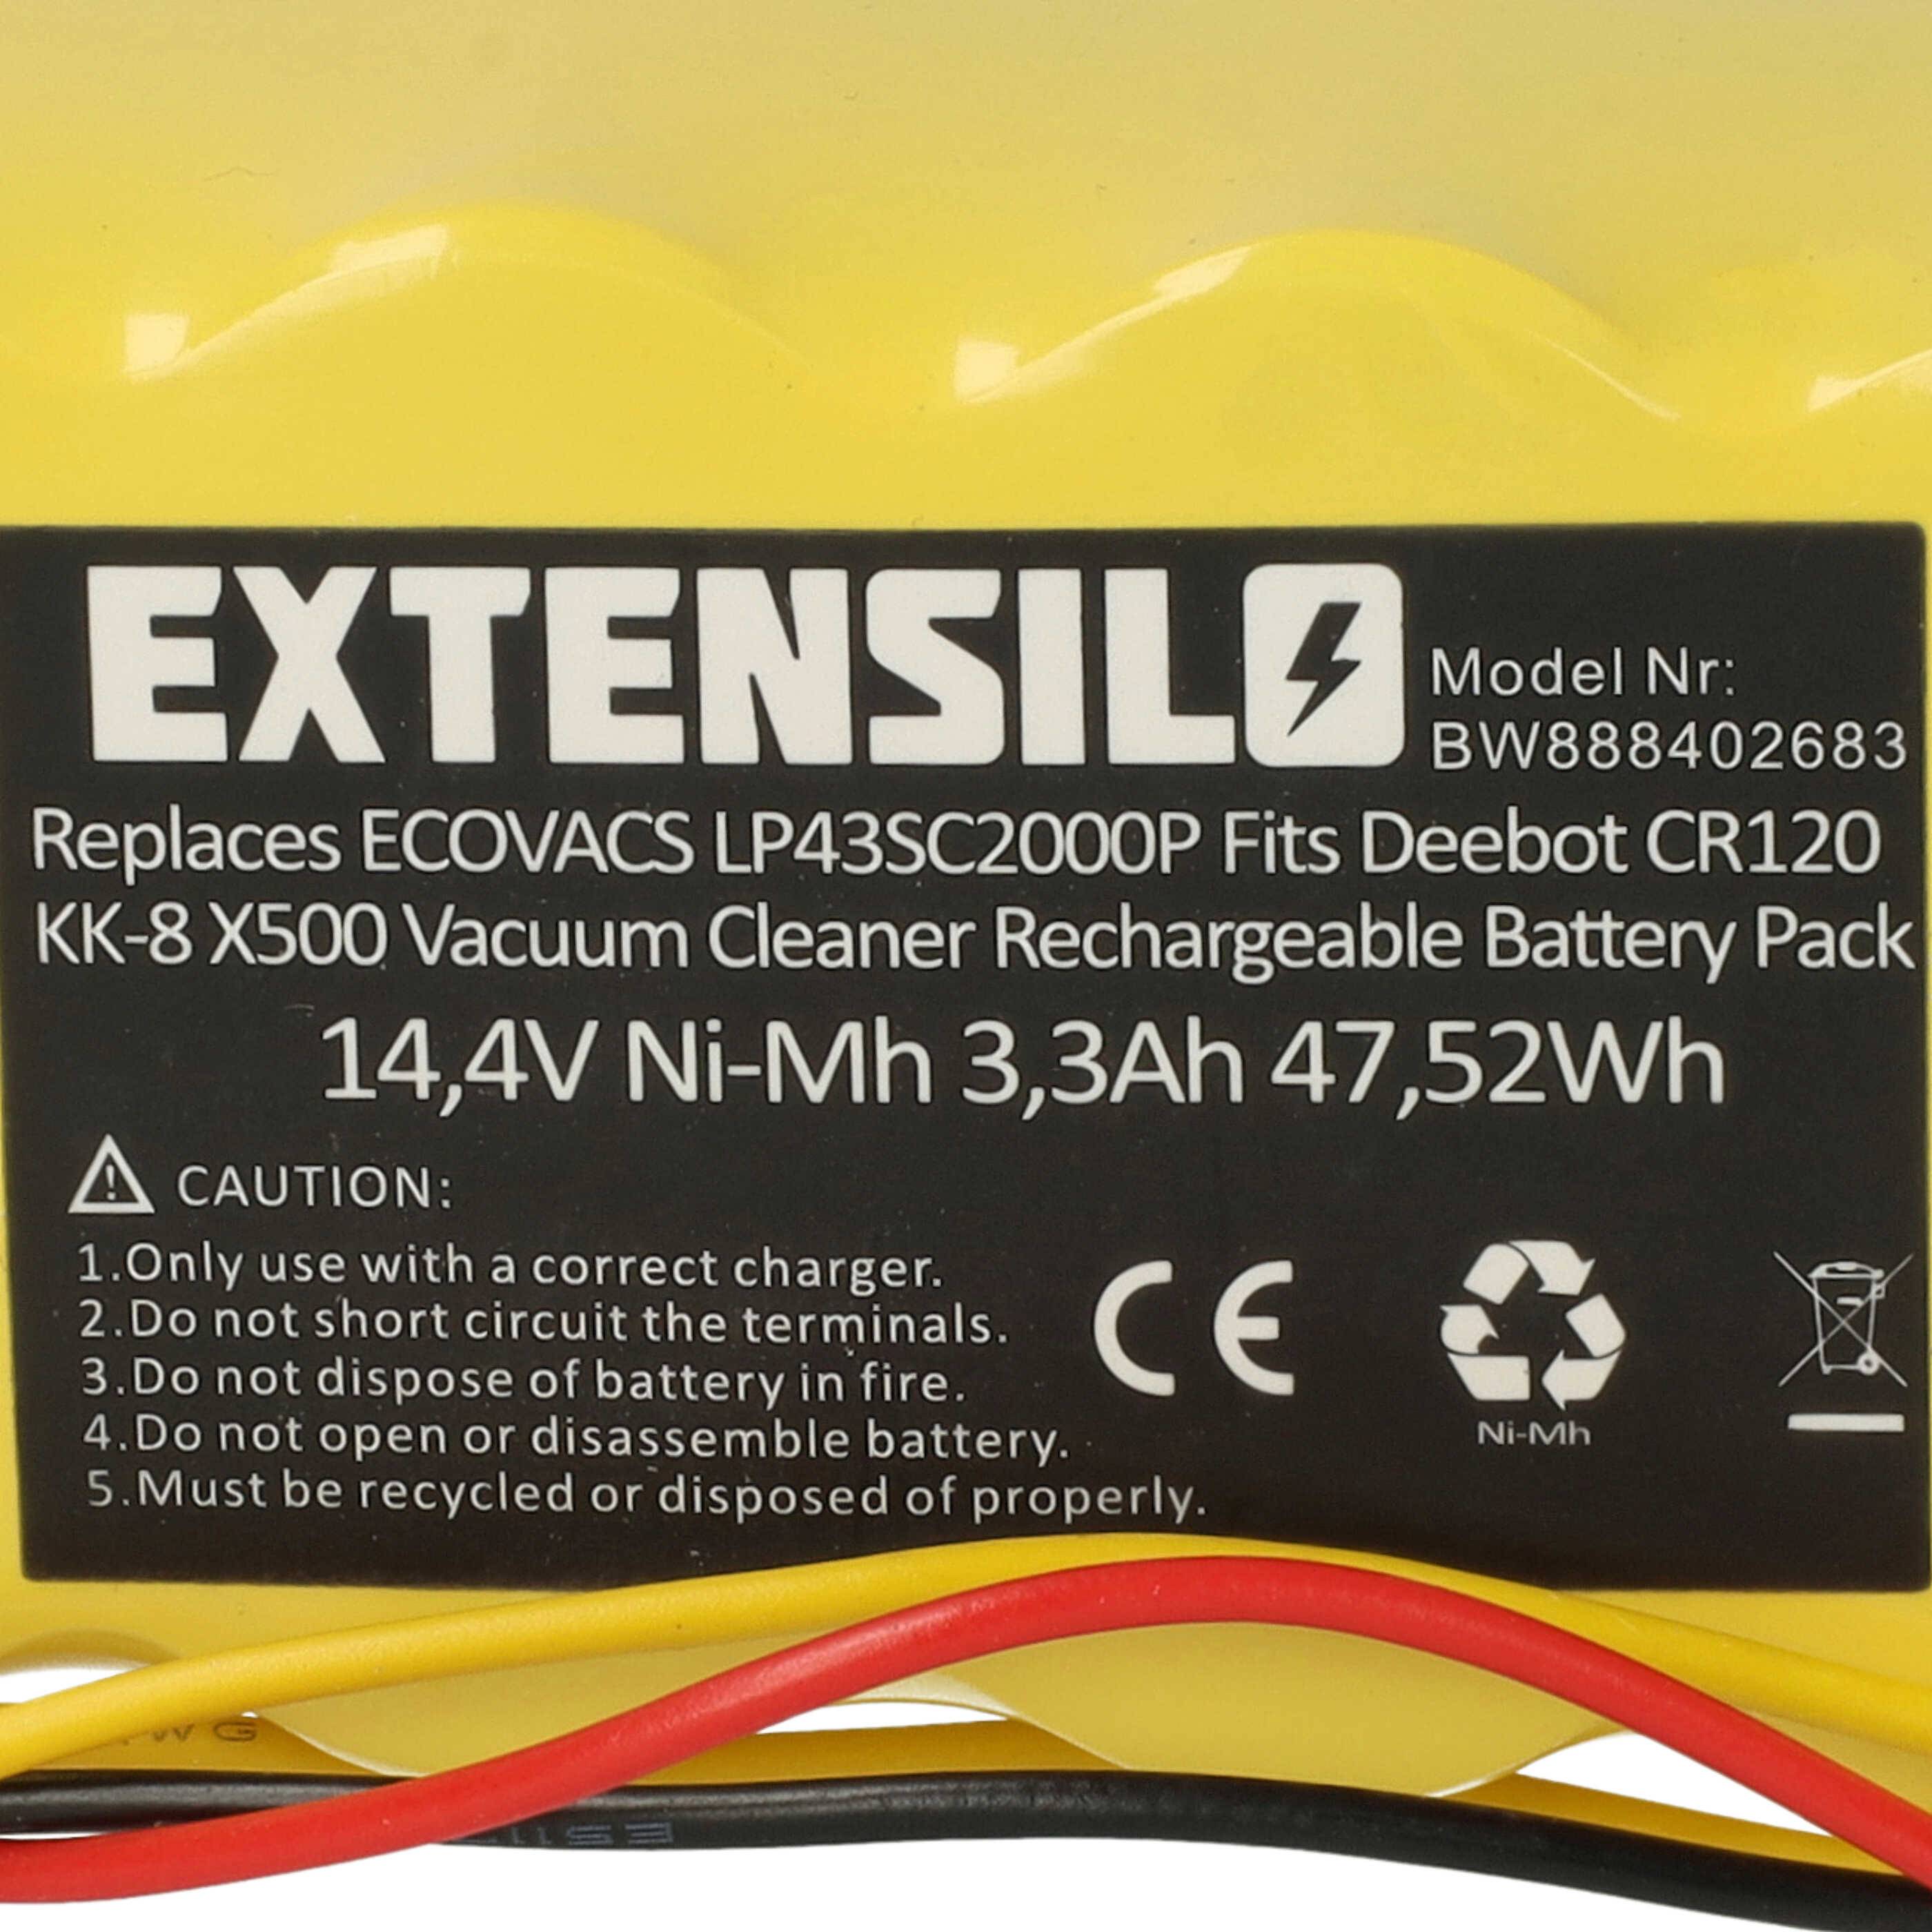 EXTENSILO
Model Nr:
BW888402683
Replaces ECOVACS LP43SC2000P Fits Deebot CR120
KK-8 X500 Vacuum Cleaner Rechargeable Battery Pack
14,4V Ni-Mh 3,3Ah 47,52Wh
CAUTION:
1.Only use with a correct charger.
2.Do not short circuit the terminals.
3.Do not dispose of battery in fire.
4.Do not open or disassemble battery.
5.Must be recycled or disposed of properly.
CE
Ni-Mh